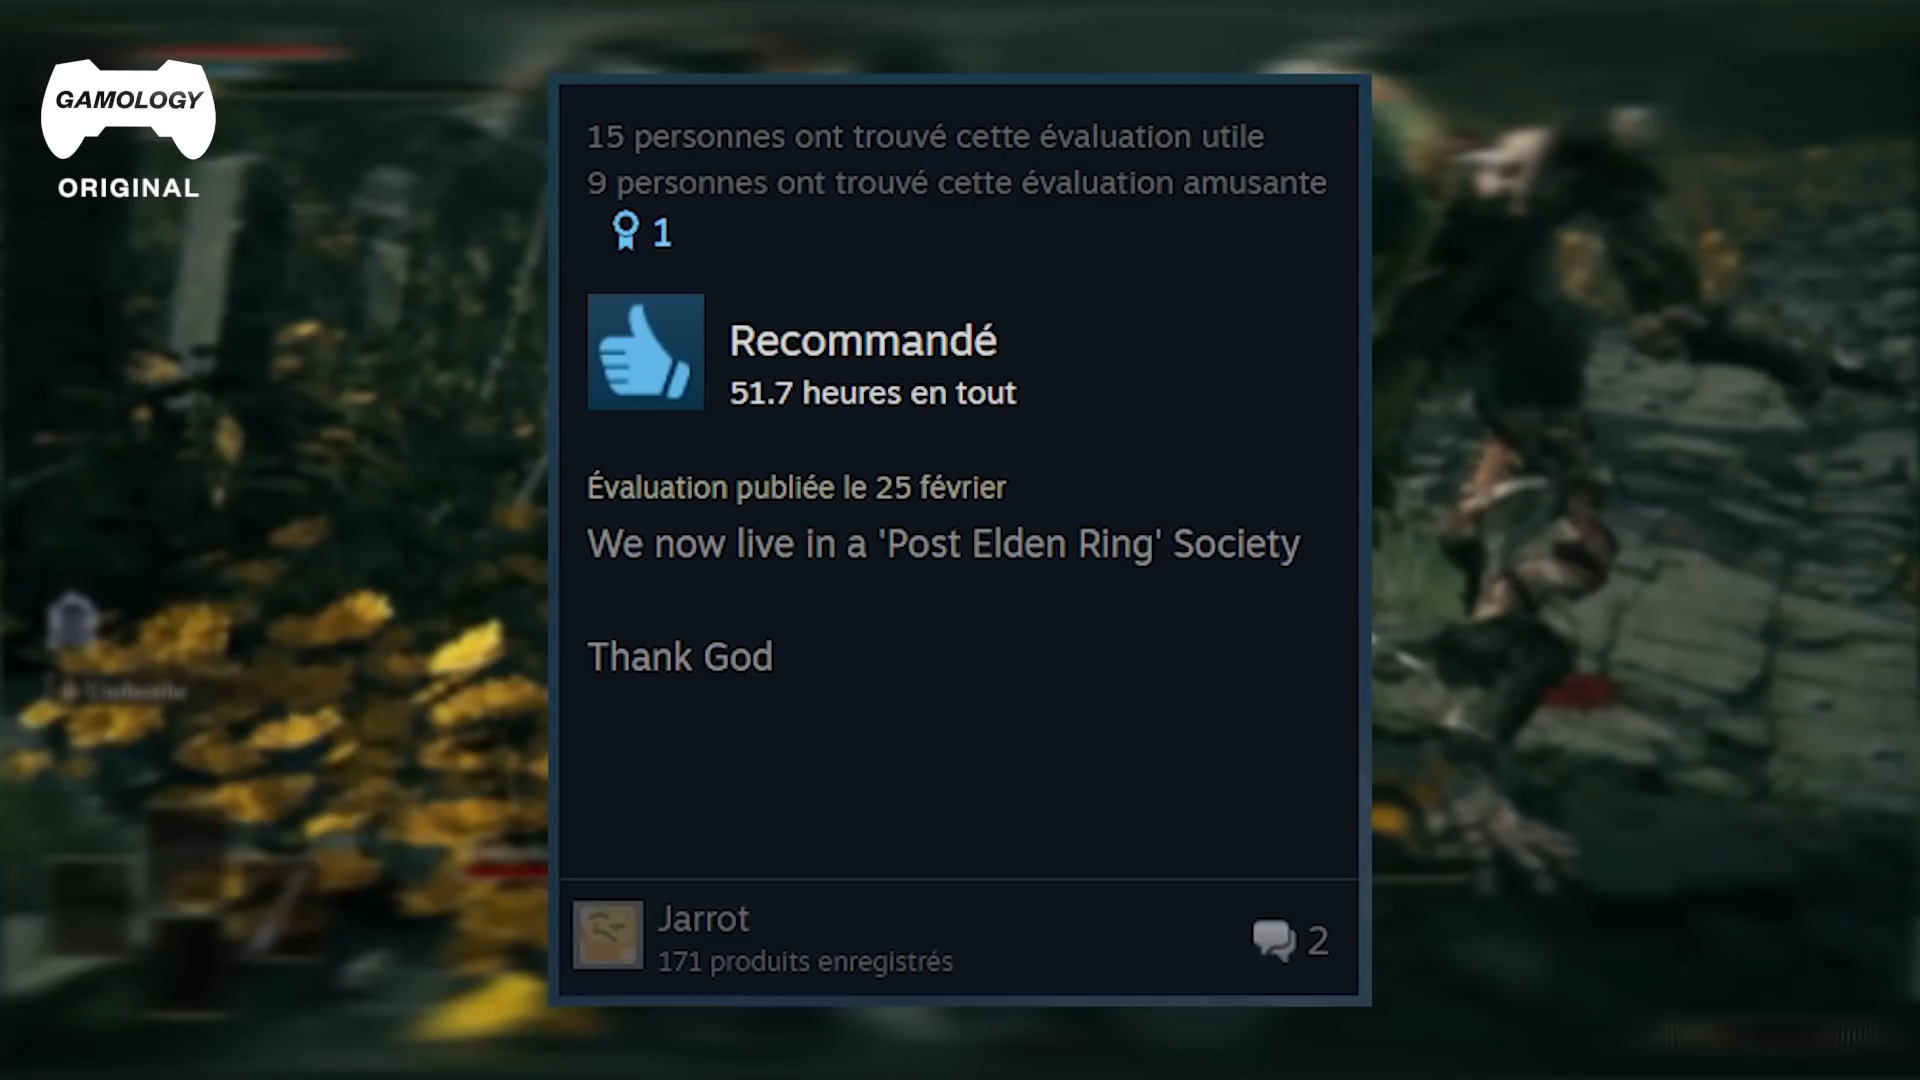 GAMOLOGY
ORIGINAL
15 personnes ont trouvé cette évaluation utile
9 personnes ont trouvé cette évaluation amusante
1
Recommandé
51.7 heures en tout
Évaluation publiée le 25 février
We now live in a 'Post Elden Ring' Society
Thank God
Jarrot
171 produits enregistrés
2